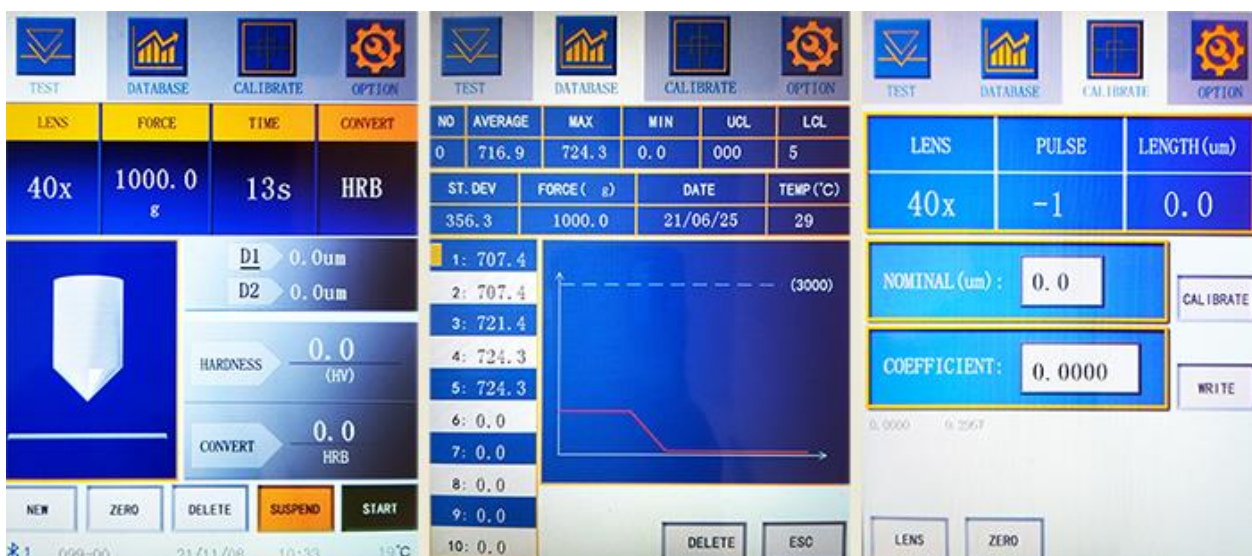 TEST DATABASE CALIBRATE OPTION
LENS FORCE TIME CONVERT
40x 1000.0 g 13s HRB
D1 0.0um
D2 0.0um
HARDNESS 0.0 (HV)
CONVERT 0.0 HRB
NEW ZERO DELETE SUSPEND START
1 099-00 21/11/08 10:33 19℃
TEST DATABASE CALIBRATE OPTION
NO AVERAGE MAX MIN UCL LCL
0 716.9 724.3 0.0 000 5
ST. DEV FORCE( g) DATE TEMP(℃)
356.3 1000.0 21/06/25 29
1: 707.4
2: 707.4
3: 721.4
4: 724.3
5: 724.3
6: 0.0
7: 0.0
8: 0.0
9: 0.0
10: 0.0
(3000)
DELETE ESC
TEST DATABASE CALIBRATE OPTION
LENS PULSE LENGTH(um)
40x -1 0.0
NOMINAL(um): 0.0
CALIBRATE
COEFFICIENT: 0.0000
WRITE
0.0000
LENS ZERO